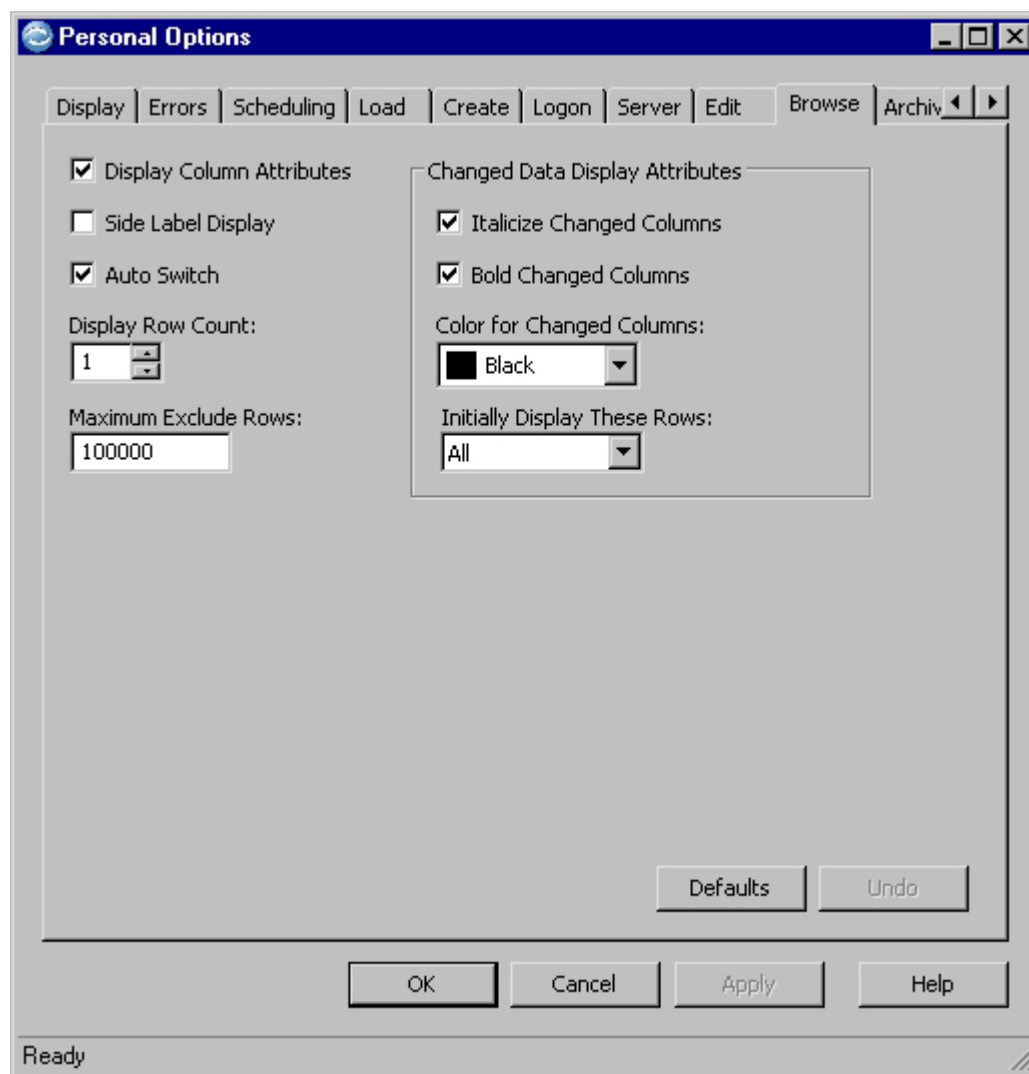 Personal Options
Display Errors Scheduling Load Create Logon Server Edit Browse Archiv
Display Column Attributes
Side Label Display
Auto Switch
Display Row Count:
1
Maximum Exclude Rows:
100000
Changed Data Display Attributes
Italicize Changed Columns
Bold Changed Columns
Color for Changed Columns:
Black
Initially Display These Rows:
All
Defaults Undo
OK Cancel Apply Help
Ready